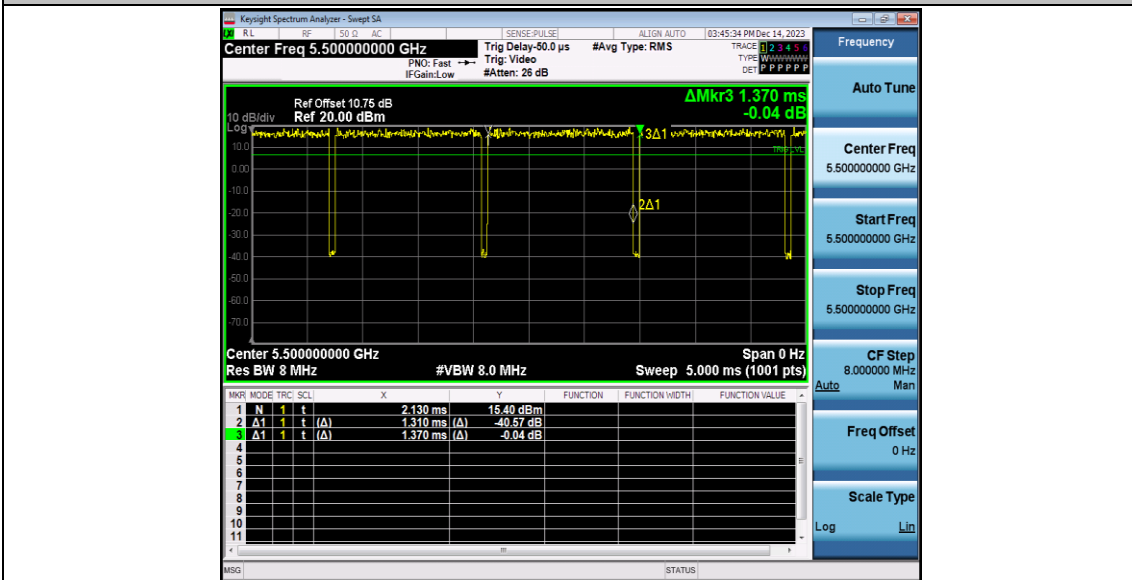 Keysight Spectrum Analyzer - Swept SA
RL RF 50 Ω AC SENSE:PULSE ALIGN AUTO 03:45:34 PM Dec 14, 2023
Center Freq 5.500000000 GHz
PNO: Fast
IFGain:Low
Trig Delay-50.0 µs
Trig: Video
#Atten: 26 dB
#Avg Type: RMS
TRACE 1 2 3 4 5 6
TYPE WWWWWW
DET P P P P P P
Frequency
Auto Tune
Center Freq
5.500000000 GHz
Start Freq
5.500000000 GHz
Stop Freq
5.500000000 GHz
CF Step
8.000000 MHz
Auto Man
Freq Offset
0 Hz
Scale Type
Log Lin
ΔMkr3 1.370 ms
-0.04 dB
Ref Offset 10.75 dB
10 dB/div Ref 20.00 dBm
Log
10.0
0.00
-10.0
-20.0
-30.0
-40.0
-50.0
-60.0
-70.0
3Δ1
TRIG LVL
2Δ1
Center 5.500000000 GHz Span 0 Hz
Res BW 8 MHz #VBW 8.0 MHz Sweep 5.000 ms (1001 pts)
MKR MODE TRC SCL X Y FUNCTION FUNCTION WIDTH FUNCTION VALUE
1 N 1 t 2.130 ms 15.40 dBm
2 Δ1 1 t (Δ) 1.310 ms (Δ) -40.57 dB
3 Δ1 1 t (Δ) 1.370 ms (Δ) -0.04 dB
4
5
6
7
8
9
10
11
MSG STATUS